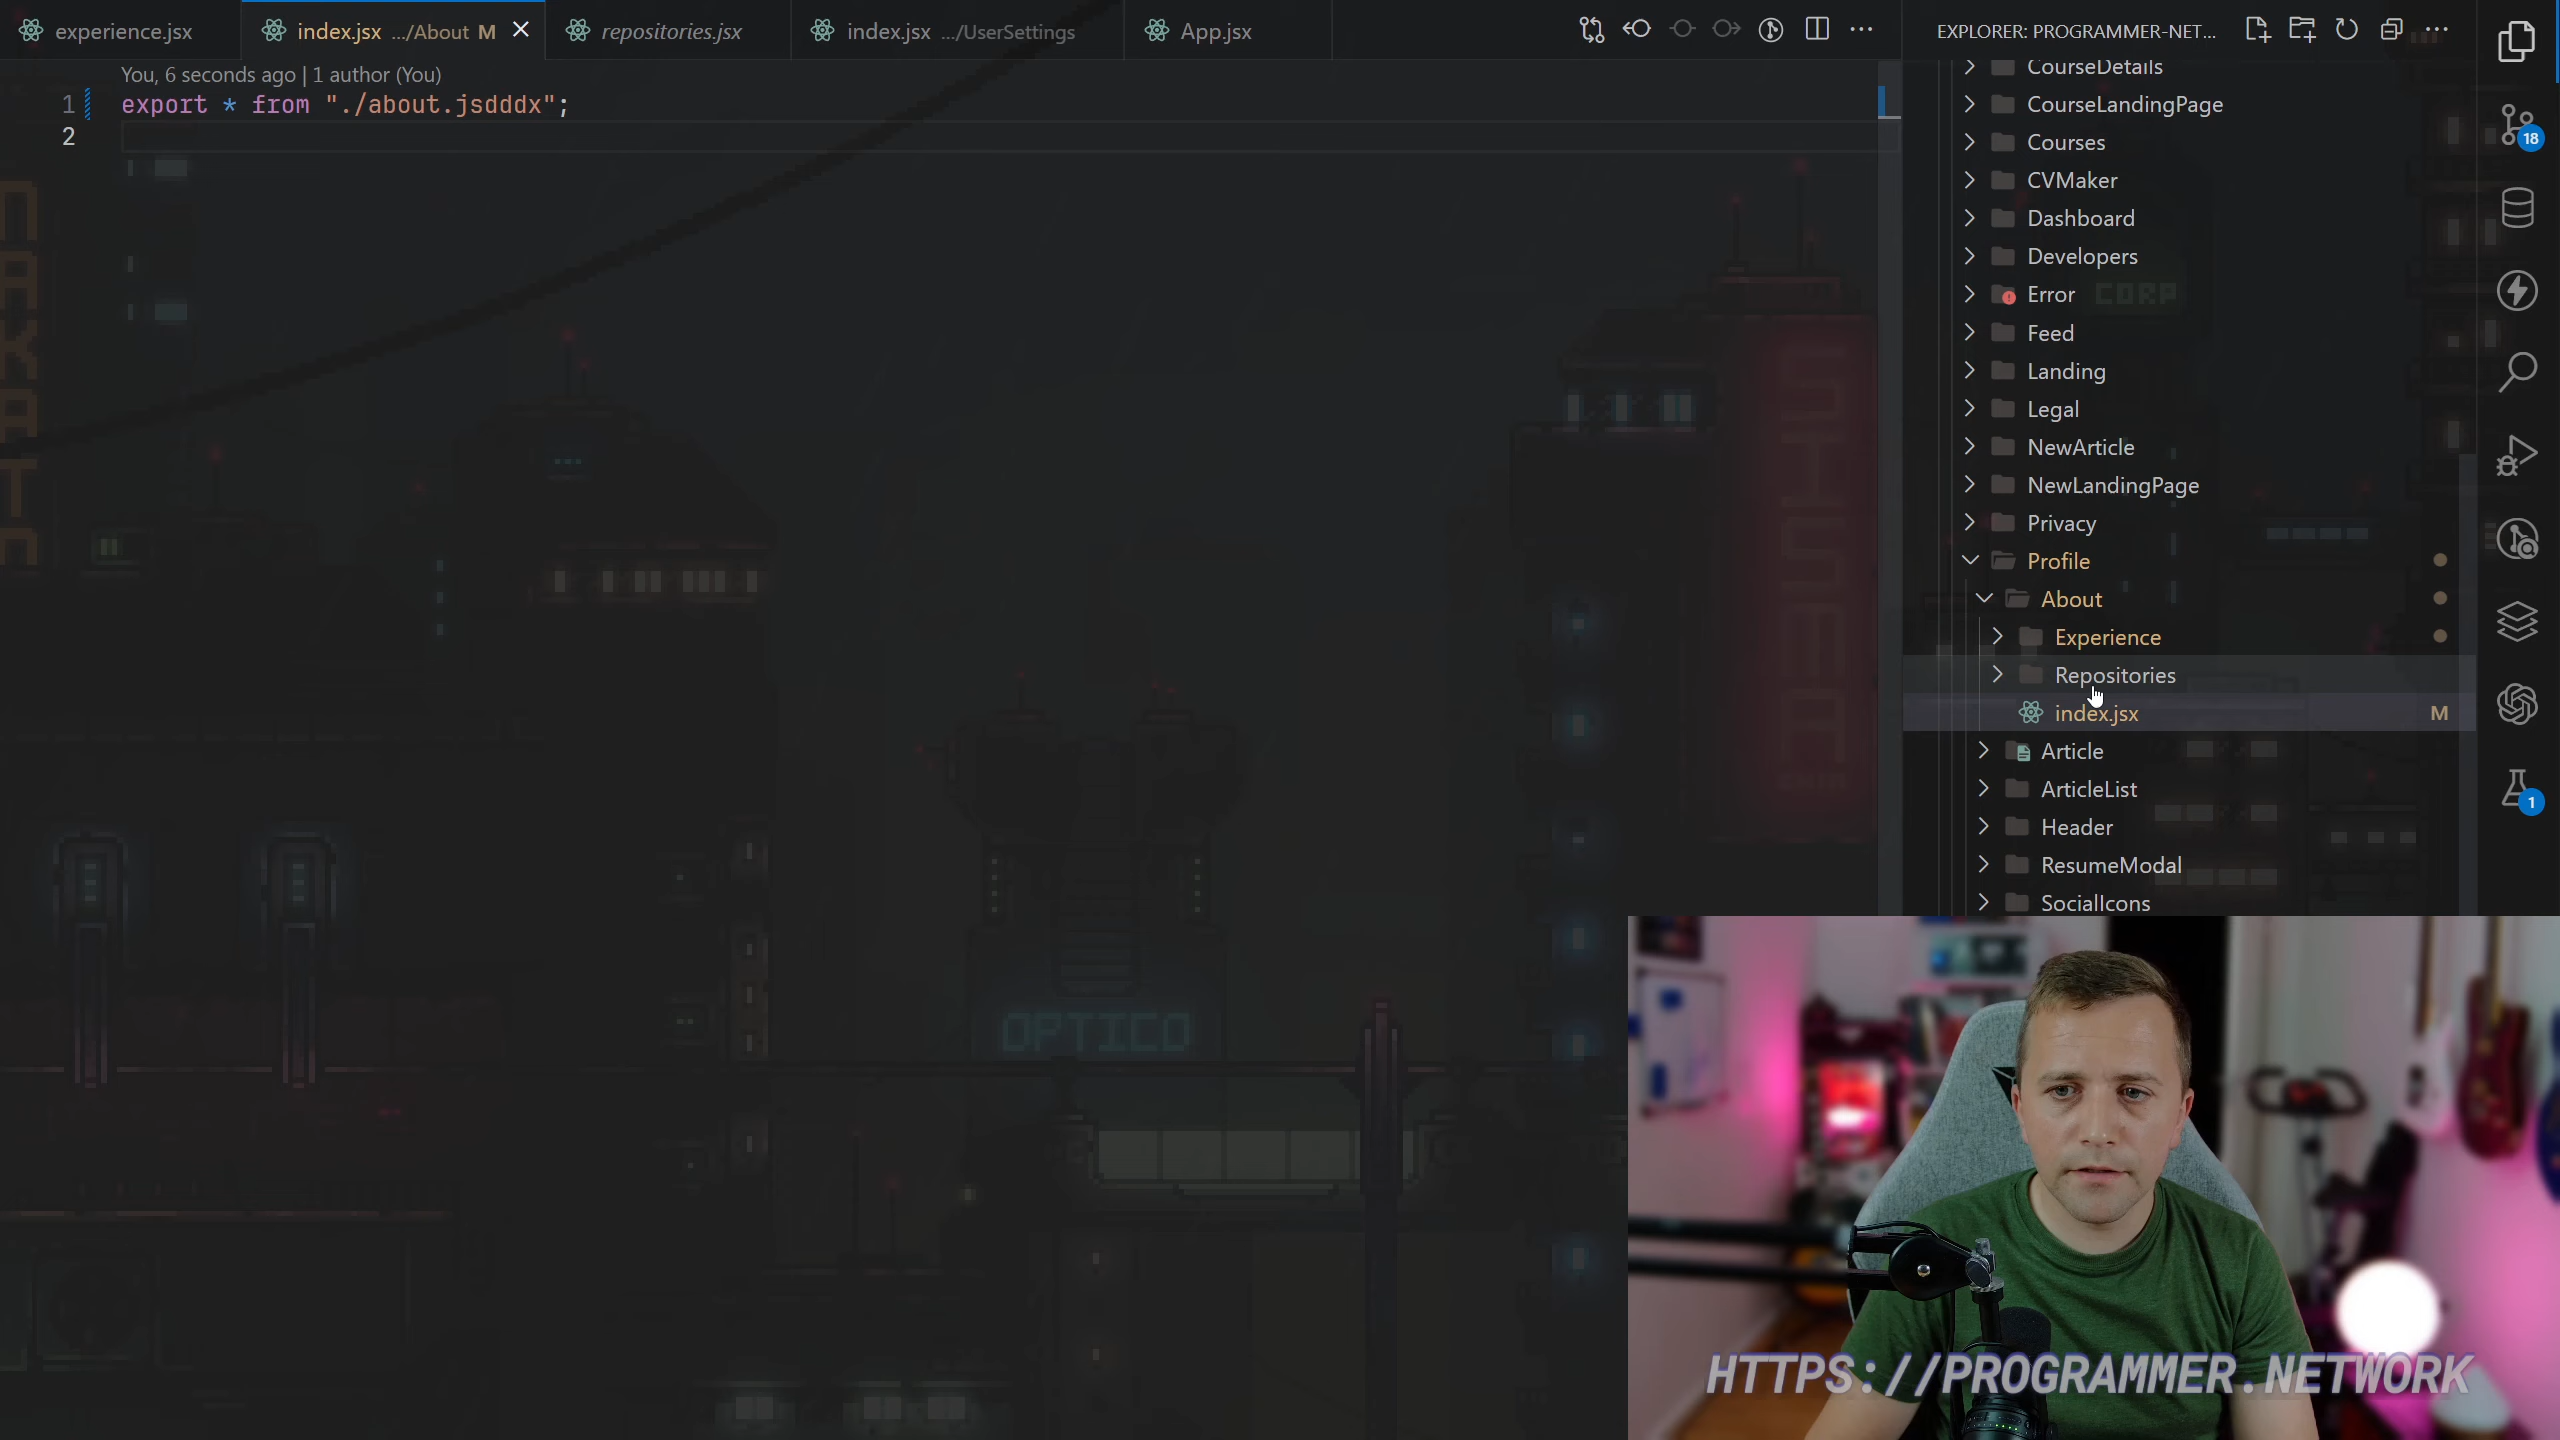 experience.jsx
index.jsx .../About M
repositories.jsx
index.jsx .../UserSettings
App.jsx
EXPLORER: PROGRAMMER-NET...
You, 6 seconds ago | 1 author (You)
1 export * from "./about.jsdddx";
2
CourseDetails
CourseLandingPage
Courses
CVMaker
Dashboard
Developers
Error
Feed
Landing
Legal
NewArticle
NewLandingPage
Privacy
Profile
About
Experience
Repositories
index.jsx M
Article
ArticleList
Header
ResumeModal
SocialIcons
18
1
CORP
OPTICO
HTTPS://PROGRAMMER.NETWORK